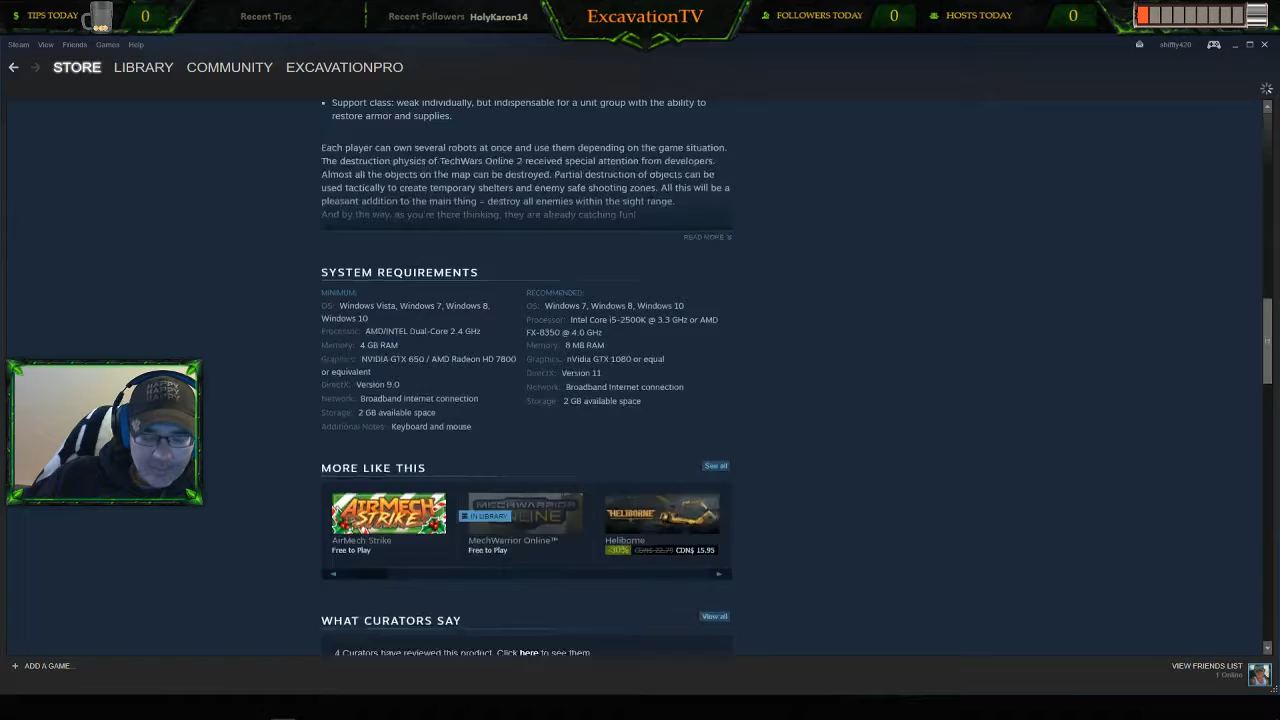 $ TIPS TODAY 0 Recent Tips Recent Followers HolyKaron14 ExcavationTV FOLLOWERS TODAY 0 HOSTS TODAY 0
Steam View Friends Games Help shifty420
STORE LIBRARY COMMUNITY EXCAVATIONPRO
Support class: weak individually, but indispensable for a unit group with the ability to
restore armor and supplies.
Each player can own several robots at once and use them depending on the game situation.
The destruction physics of TechWars Online 2 received special attention from developers.
Almost all the objects on the map can be destroyed. Partial destruction of objects can be
used tactically to create temporary shelters and enemy safe shooting zones. All this will be a
pleasant addition to the main thing – destroy all enemies within the sight range.
And by the way, as you're there thinking, they are already catching fun!
READ MORE
SYSTEM REQUIREMENTS
MINIMUM:
OS: Windows Vista, Windows 7, Windows 8,
Windows 10
Processor: AMD/INTEL Dual-Core 2.4 GHz
Memory: 4 GB RAM
Graphics: NVIDIA GTX 650 / AMD Radeon HD 7800
or equivalent
DirectX: Version 9.0
Network: Broadband Internet connection
Storage: 2 GB available space
Additional Notes: Keyboard and mouse
RECOMMENDED:
OS: Windows 7, Windows 8, Windows 10
Processor: Intel Core i5-2500K @ 3.3 GHz or AMD
FX-8350 @ 4.0 GHz
Memory: 8 MB RAM
Graphics: nVidia GTX 1080 or equal
DirectX: Version 11
Network: Broadband Internet connection
Storage: 2 GB available space
HAPPY
HAPPY
HAPPY
MORE LIKE THIS See all
AIRMECH STRIKE
AirMech Strike
Free to Play
MECHWARRIOR ONLINE
IN LIBRARY
MechWarrior Online™
Free to Play
HELIBORNE
Heliborne
-30% CDN$ 22.79 CDN$ 15.95
WHAT CURATORS SAY View all
4 Curators have reviewed this product. Click here to see them.
+ ADD A GAME... VIEW FRIENDS LIST
1 Online